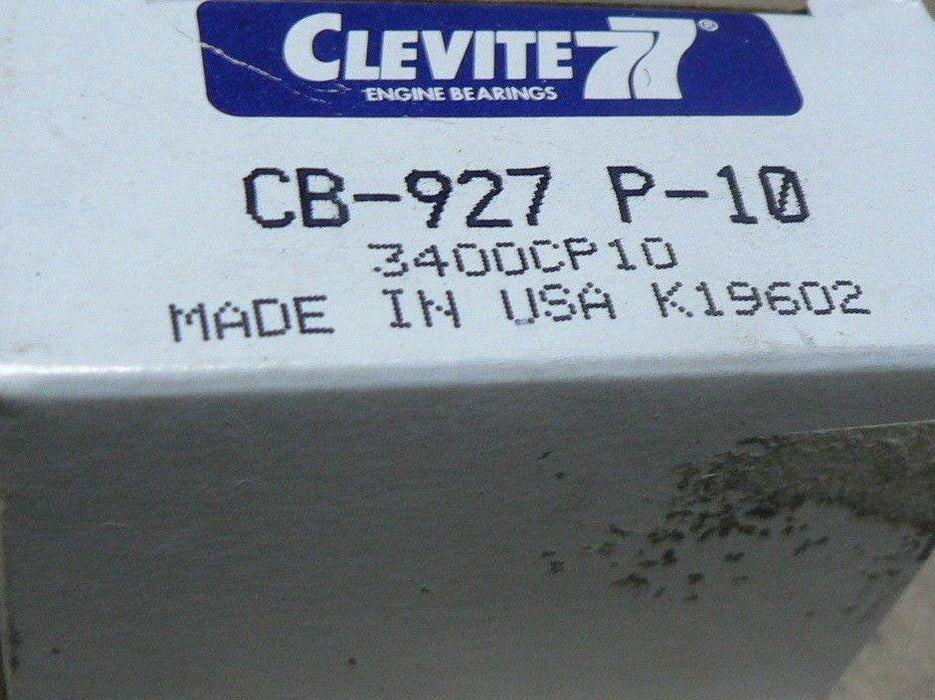 CLEVITE 77®
ENGINE BEARINGS
CB-927 P-10
3400CP10
MADE IN USA K19602